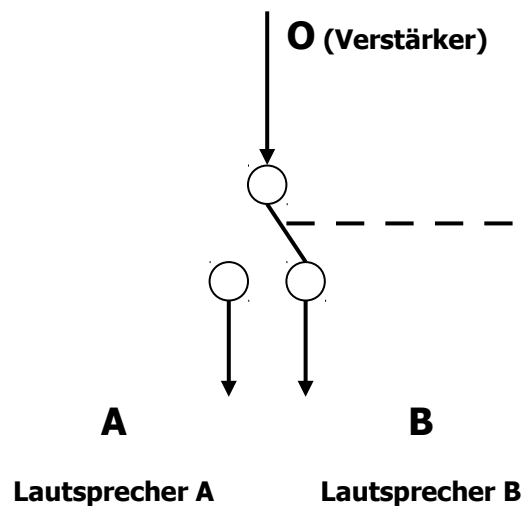 O (Verstärker)
A
B
Lautsprecher A
Lautsprecher B